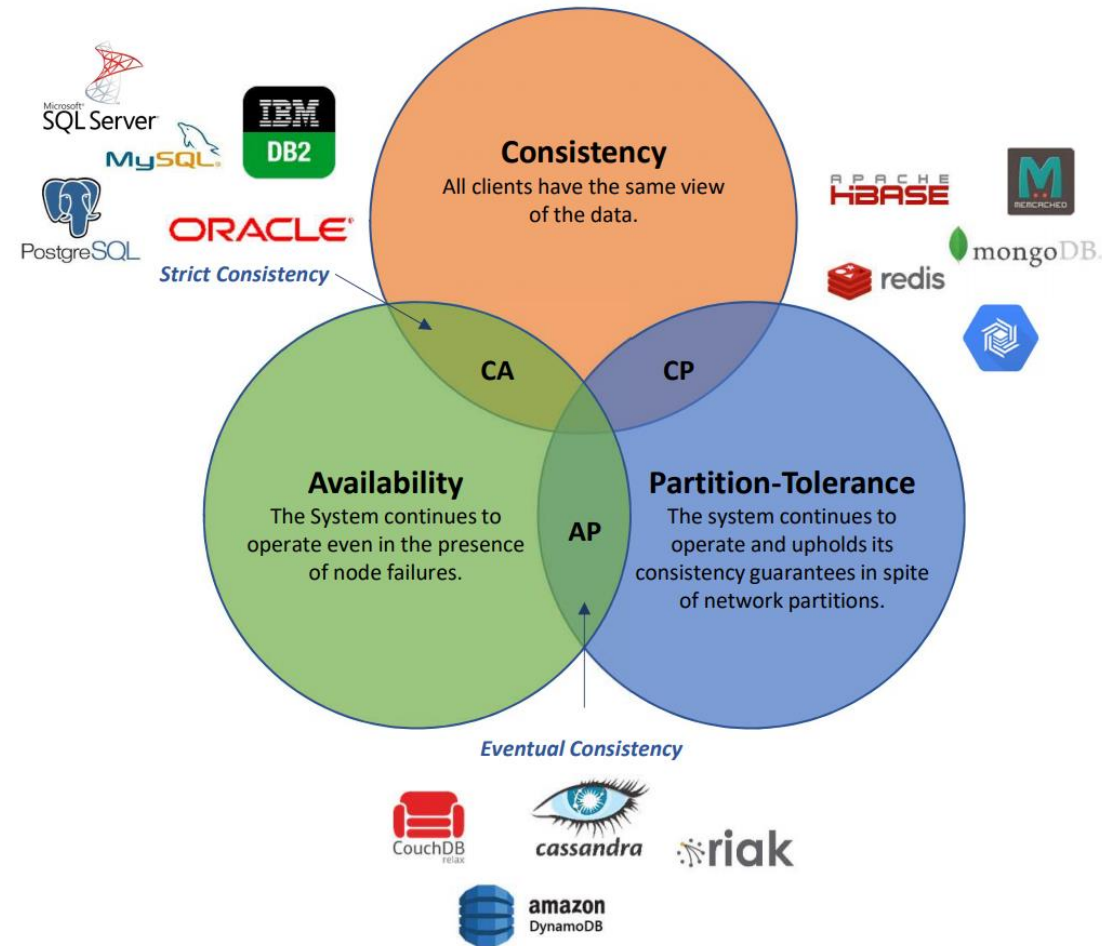 Microsoft®
SQL Server®
MySQL®
IBM
DB2
PostgreSQL
ORACLE®
Strict Consistency
Consistency
All clients have the same view
of the data.
APACHE
HBASE
M
MEMCACHED
mongoDB®
redis
CA
CP
Availability
The System continues to
operate even in the presence
of node failures.
Partition-Tolerance
The system continues to
operate and upholds its
consistency guarantees in spite
of network partitions.
AP
Eventual Consistency
CouchDB
relax
cassandra
riak
amazon
DynamoDB